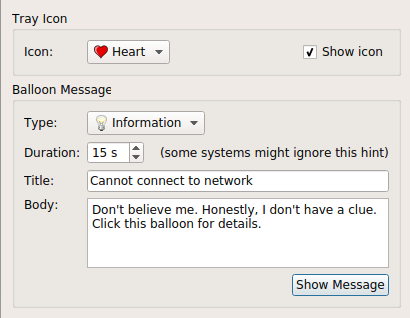 Tray Icon
Icon: Heart Show icon
Balloon Message
Type: Information
Duration: 15 s (some systems might ignore this hint)
Title: Cannot connect to network
Body: Don't believe me. Honestly, I don't have a clue.
Click this balloon for details.
Show Message